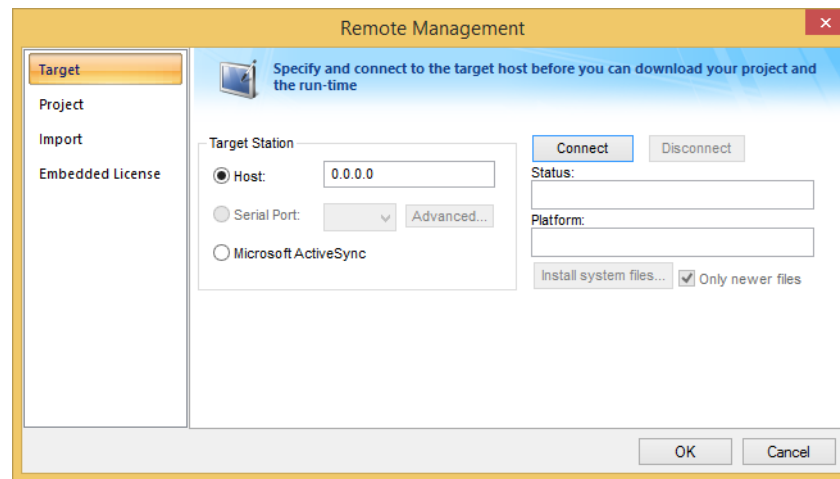 Remote Management
Target
Project
Import
Embedded License
Specify and connect to the target host before you can download your project and
the run-time
Target Station
Host:
0.0.0.0
Serial Port:
Advanced...
Microsoft ActiveSync
Connect
Disconnect
Status:
Platform:
Install system files...
Only newer files
OK
Cancel